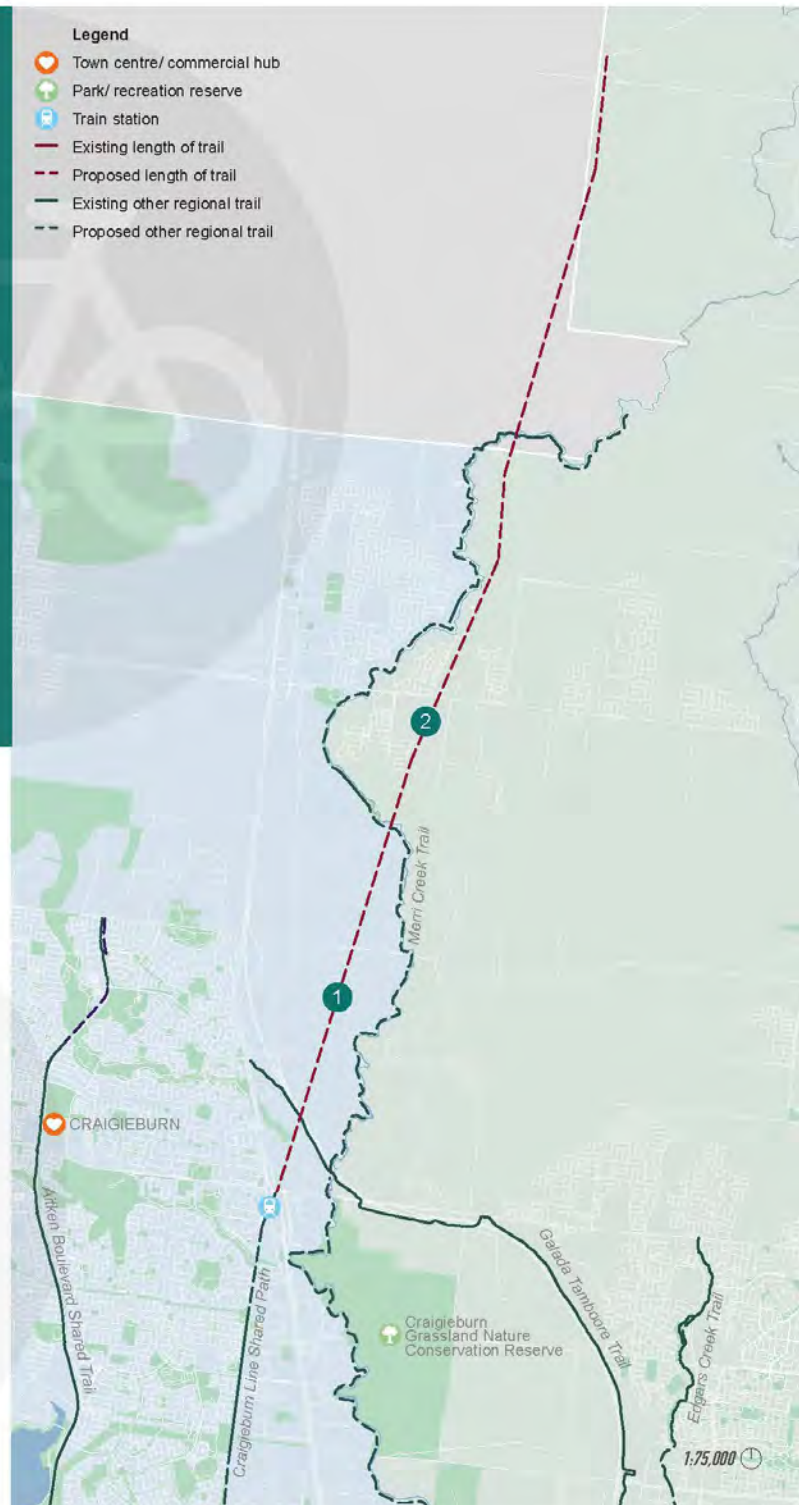 Legend
Town centre/ commercial hub
Park/ recreation reserve
Train station
Existing length of trail
Proposed length of trail
Existing other regional trail
Proposed other regional trail
2
Merri Creek Trail
1
CRAIGIEBURN
Aitken Boulevard Shared Trail
Craigieburn Line Shared Path
Craigieburn
Grassland Nature
Conservation Reserve
Galada Tamboore Trail
Edgars Creek Trail
1:75,000